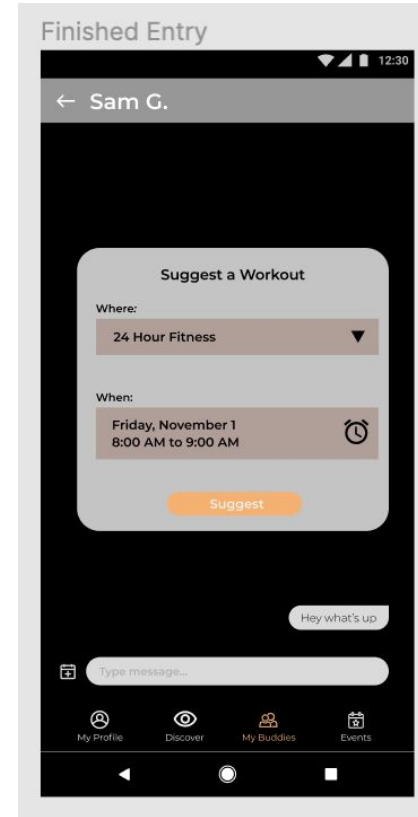 Finished Entry
12:30
← Sam G.
Suggest a Workout
Where:
24 Hour Fitness
When:
Friday, November 1
8:00 AM to 9:00 AM
Suggest
Hey what's up
Type message...
My Profile Discover My Buddies Events